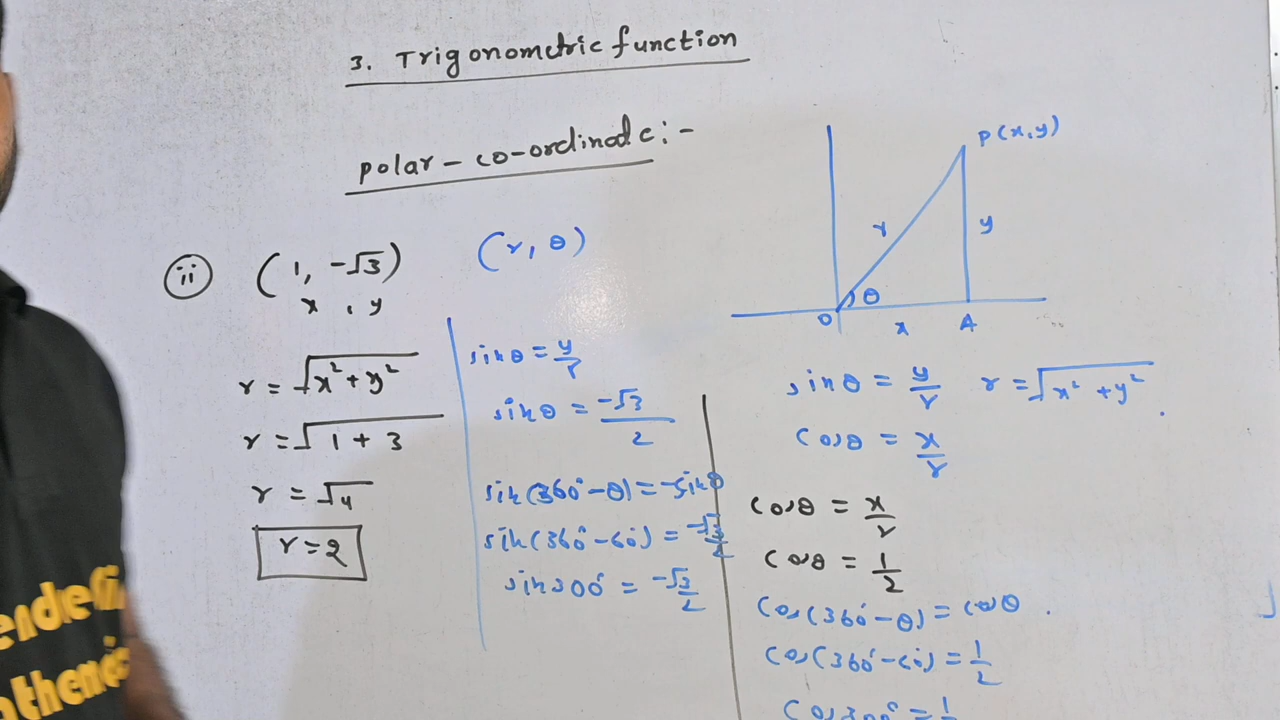 3. Trigonometric function
polar - co-ordinate :-
(ii) (1, -√3)
x , y
(r, θ)
r = √x² + y²
r = √1 + 3
r = √4
r = 2
sinθ = y/r
sinθ = -√3/2
sin(360° - θ) = -sinθ
sin(360° - 60°) = -√3/2
sin300° = -√3/2
P(x, y)
r
y
θ
O
x
A
sinθ = y/r r = √x² + y²
cosθ = x/r
cosθ = x/r
cosθ = 1/2
cos(360° - θ) = cosθ .
cos(360° - 60°) = 1/2
cos300° = 1